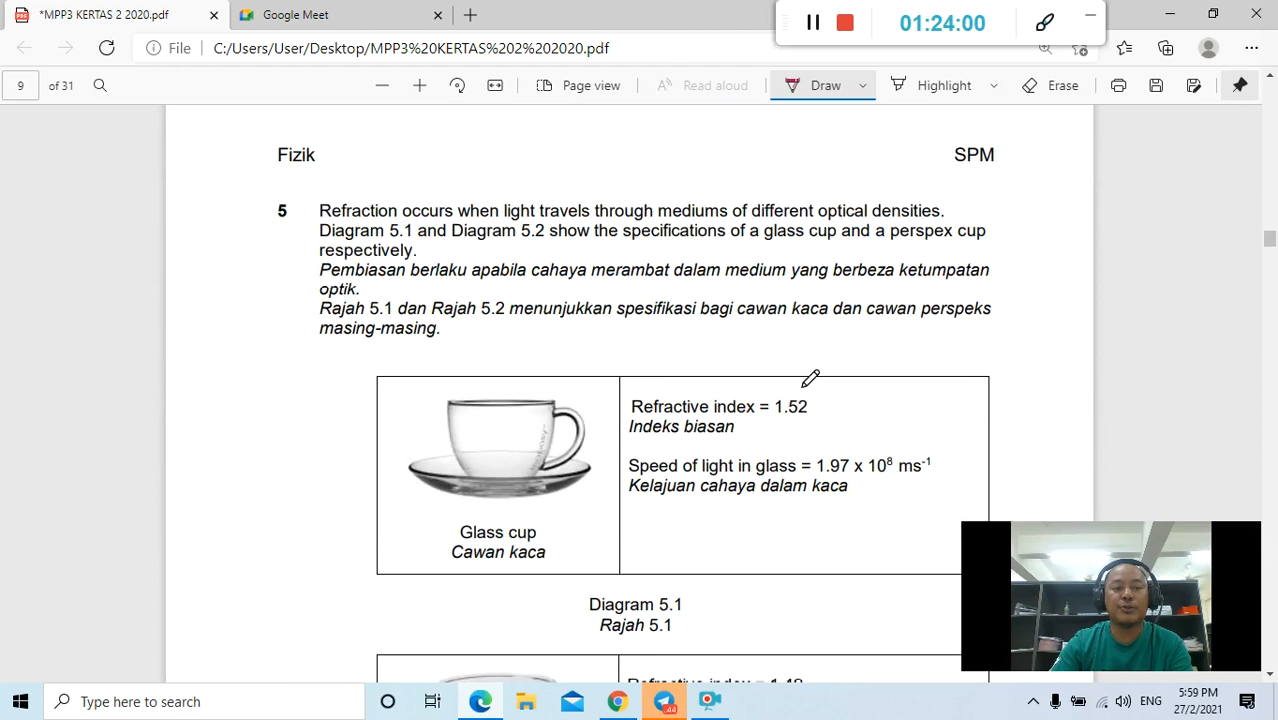 *MPP3 KERTAS 2 2020.pdf
Google Meet
01:24:00
File
C:/Users/User/Desktop/MPP3%20KERTAS%202%202020.pdf
9 of 31
Page view
Read aloud
Draw
Highlight
Erase
Fizik
SPM
5 Refraction occurs when light travels through mediums of different optical densities.
Diagram 5.1 and Diagram 5.2 show the specifications of a glass cup and a perspex cup
respectively.
Pembiasan berlaku apabila cahaya merambat dalam medium yang berbeza ketumpatan
optik.
Rajah 5.1 dan Rajah 5.2 menunjukkan spesifikasi bagi cawan kaca dan cawan perspeks
masing-masing.
Refractive index = 1.52
Indeks biasan
Speed of light in glass = 1.97 x 10⁸ ms⁻¹
Kelajuan cahaya dalam kaca
Glass cup
Cawan kaca
Diagram 5.1
Rajah 5.1
Type here to search
ENG
5:59 PM
27/2/2021